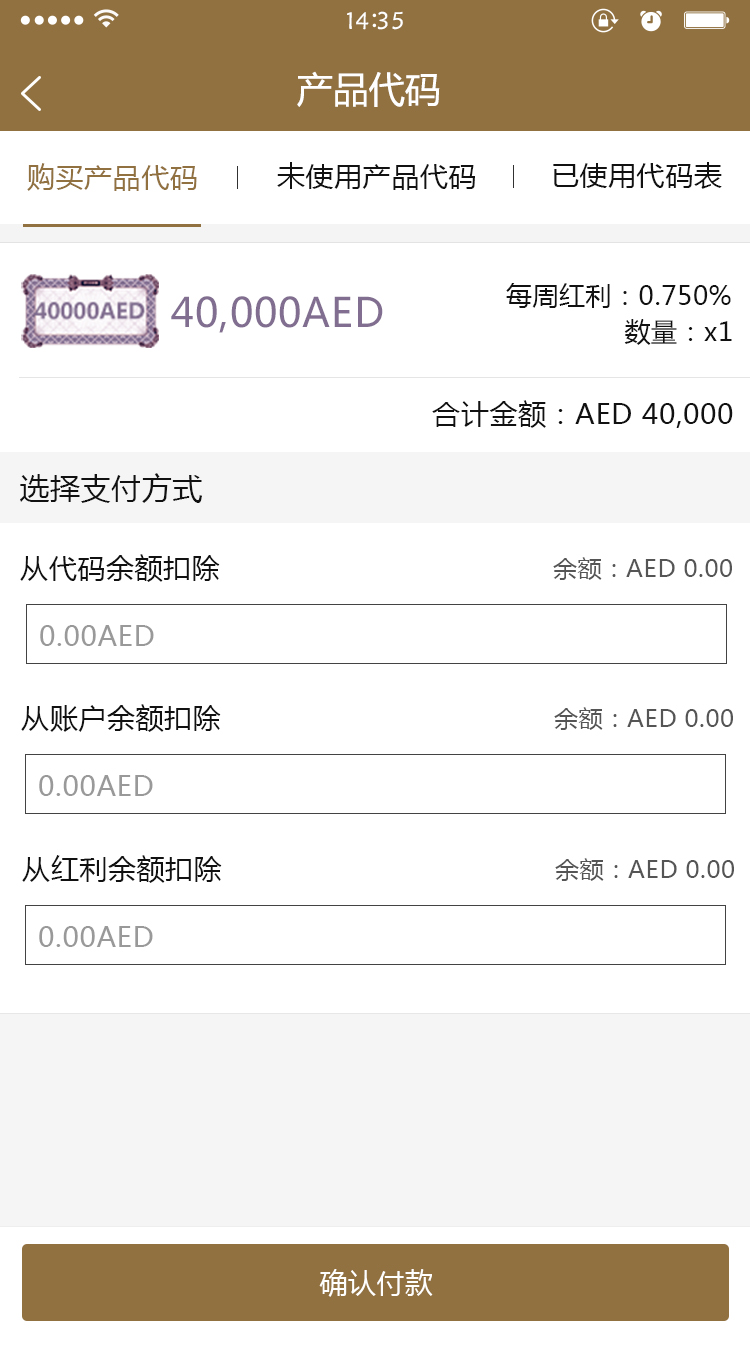 14:35
产品代码
购买产品代码 | 未使用产品代码 | 已使用代码表
40000AED 40,000AED
每周红利：0.750%
数量：x1
合计金额：AED 40,000
选择支付方式
从代码余额扣除 余额：AED 0.00
0.00AED
从账户余额扣除 余额：AED 0.00
0.00AED
从红利余额扣除 余额：AED 0.00
0.00AED
确认付款